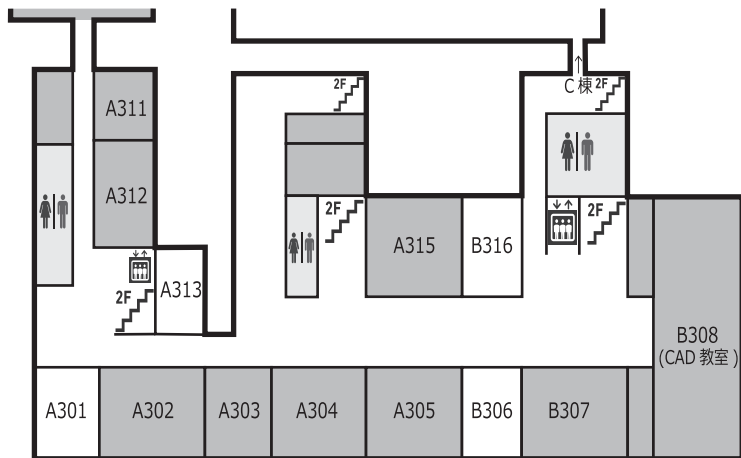 2F
↑
C棟
2F
A311
A312
2F
2F
A315
B316
A313
2F
B308
(CAD 教室)
A301
A302
A303
A304
A305
B306
B307